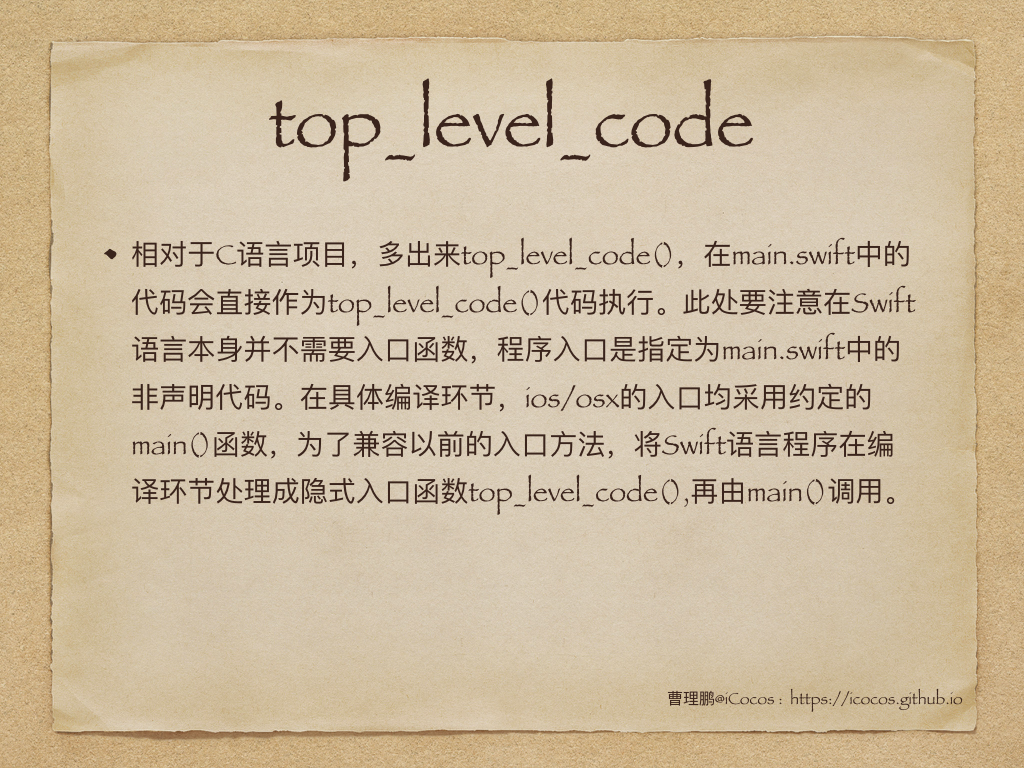 top_level_code
• 相对于C语言项目，多出来top_level_code()，在main.swift中的
代码会直接作为top_level_code()代码执行。此处要注意在Swift
语言本身并不需要入口函数，程序入口是指定为main.swift中的
非声明代码。在具体编译环节，ios/osx的入口均采用约定的
main()函数，为了兼容以前的入口方法，将Swift语言程序在编
译环节处理成隐式入口函数top_level_code(),再由main()调用。
曹理鹏@iCocos : https://icocos.github.io